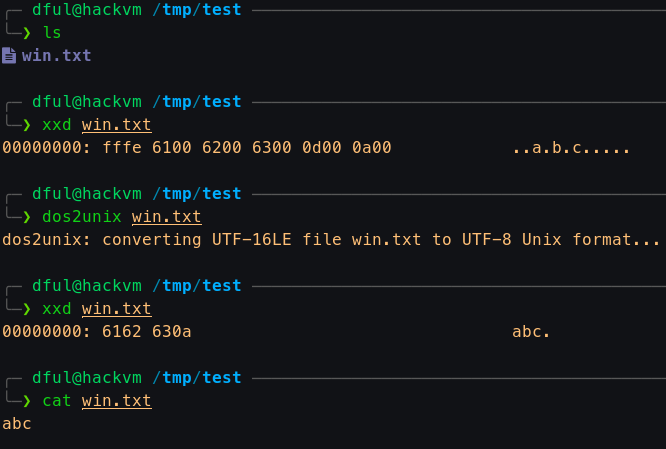 dful@hackvm /tmp/test
❯ ls
win.txt
dful@hackvm /tmp/test
❯ xxd win.txt
00000000: fffe 6100 6200 6300 0d00 0a00            ..a.b.c.....
dful@hackvm /tmp/test
❯ dos2unix win.txt
dos2unix: converting UTF-16LE file win.txt to UTF-8 Unix format...
dful@hackvm /tmp/test
❯ xxd win.txt
00000000: 6162 630a                                abc.
dful@hackvm /tmp/test
❯ cat win.txt
abc